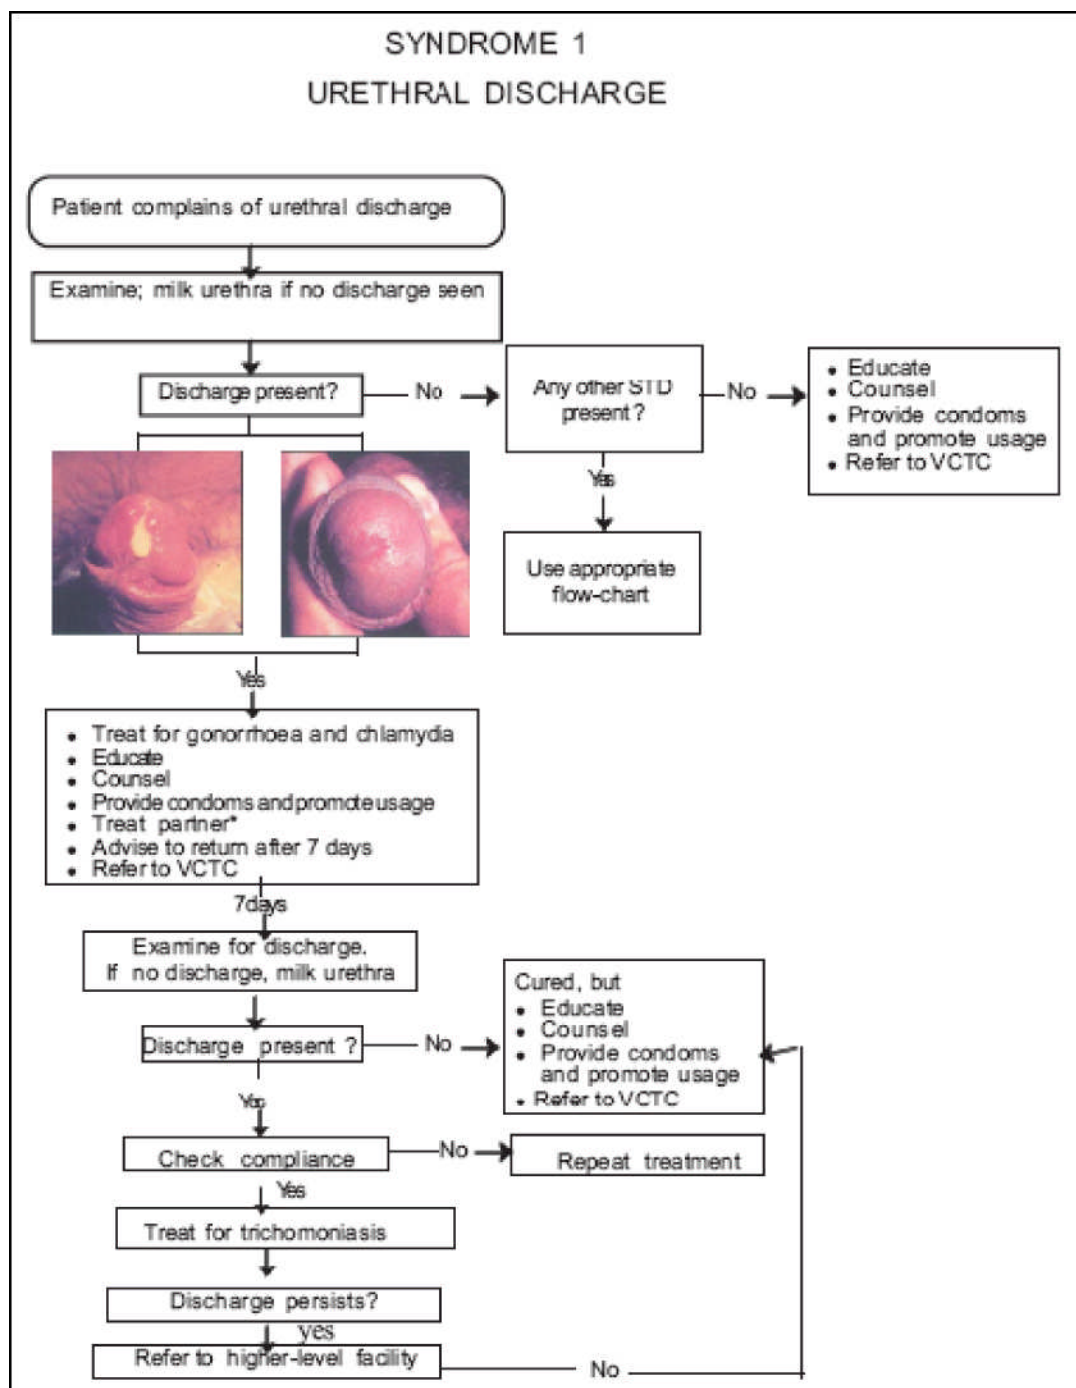 SYNDROME 1
URETHRAL DISCHARGE
Patient complains of urethral discharge
Examine; milk urethra if no discharge seen
Discharge present?
No
Any other STD
present?
No
• Educate
• Counsel
• Provide condoms
and promote usage
• Refer to VCTC
Yes
Use appropriate
flow-chart
Yes
• Treat for gonorrhoea and chlamydia
• Educate
• Counsel
• Provide condoms and promote usage
• Treat partner*
• Advise to return after 7 days
• Refer to VCTC
7days
Examine for discharge.
If no discharge, milk urethra
Discharge present ?
No
Cured, but
• Educate
• Counsel
• Provide condoms
and promote usage
• Refer to VCTC
Yes
Check compliance
No
Repeat treatment
Yes
Treat for trichomoniasis
Discharge persists?
yes
Refer to higher-level facility
No